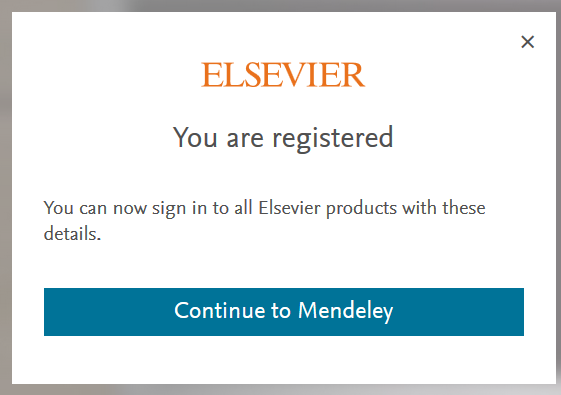 ×
ELSEVIER
You are registered
You can now sign in to all Elsevier products with these
details.
Continue to Mendeley